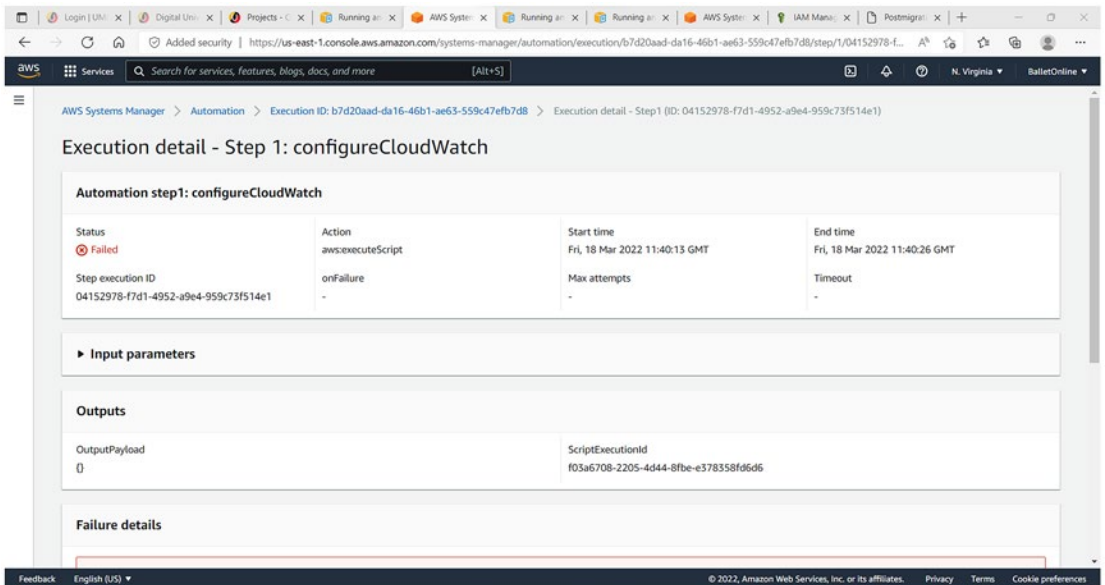 Login | UM
Digital Univ
Projects - C
Running an
AWS System
Running an
Running an
AWS System
IAM Manag
Postmigrat
Added security | https://us-east-1.console.aws.amazon.com/systems-manager/automation/execution/b7d20aad-da16-46b1-ae63-559c47efb7d8/step/1/04152978-f...
aws Services Search for services, features, blogs, docs, and more [Alt+S] N. Virginia ▼ BalletOnline ▼
AWS Systems Manager > Automation > Execution ID: b7d20aad-da16-46b1-ae63-559c47efb7d8 > Execution detail - Step1 (ID: 04152978-f7d1-4952-a9e4-959c73f514e1)
Execution detail - Step 1: configureCloudWatch
Automation step1: configureCloudWatch
Status Action Start time End time
Failed aws:executeScript Fri, 18 Mar 2022 11:40:13 GMT Fri, 18 Mar 2022 11:40:26 GMT
Step execution ID onFailure Max attempts Timeout
04152978-f7d1-4952-a9e4-959c73f514e1 - - -
Input parameters
Outputs
OutputPayload ScriptExecutionId
{} f03a6708-2205-4d44-8fbe-e378358fd6d6
Failure details
Feedback English (US) ▼ © 2022, Amazon Web Services, Inc. or its affiliates. Privacy Terms Cookie preferences